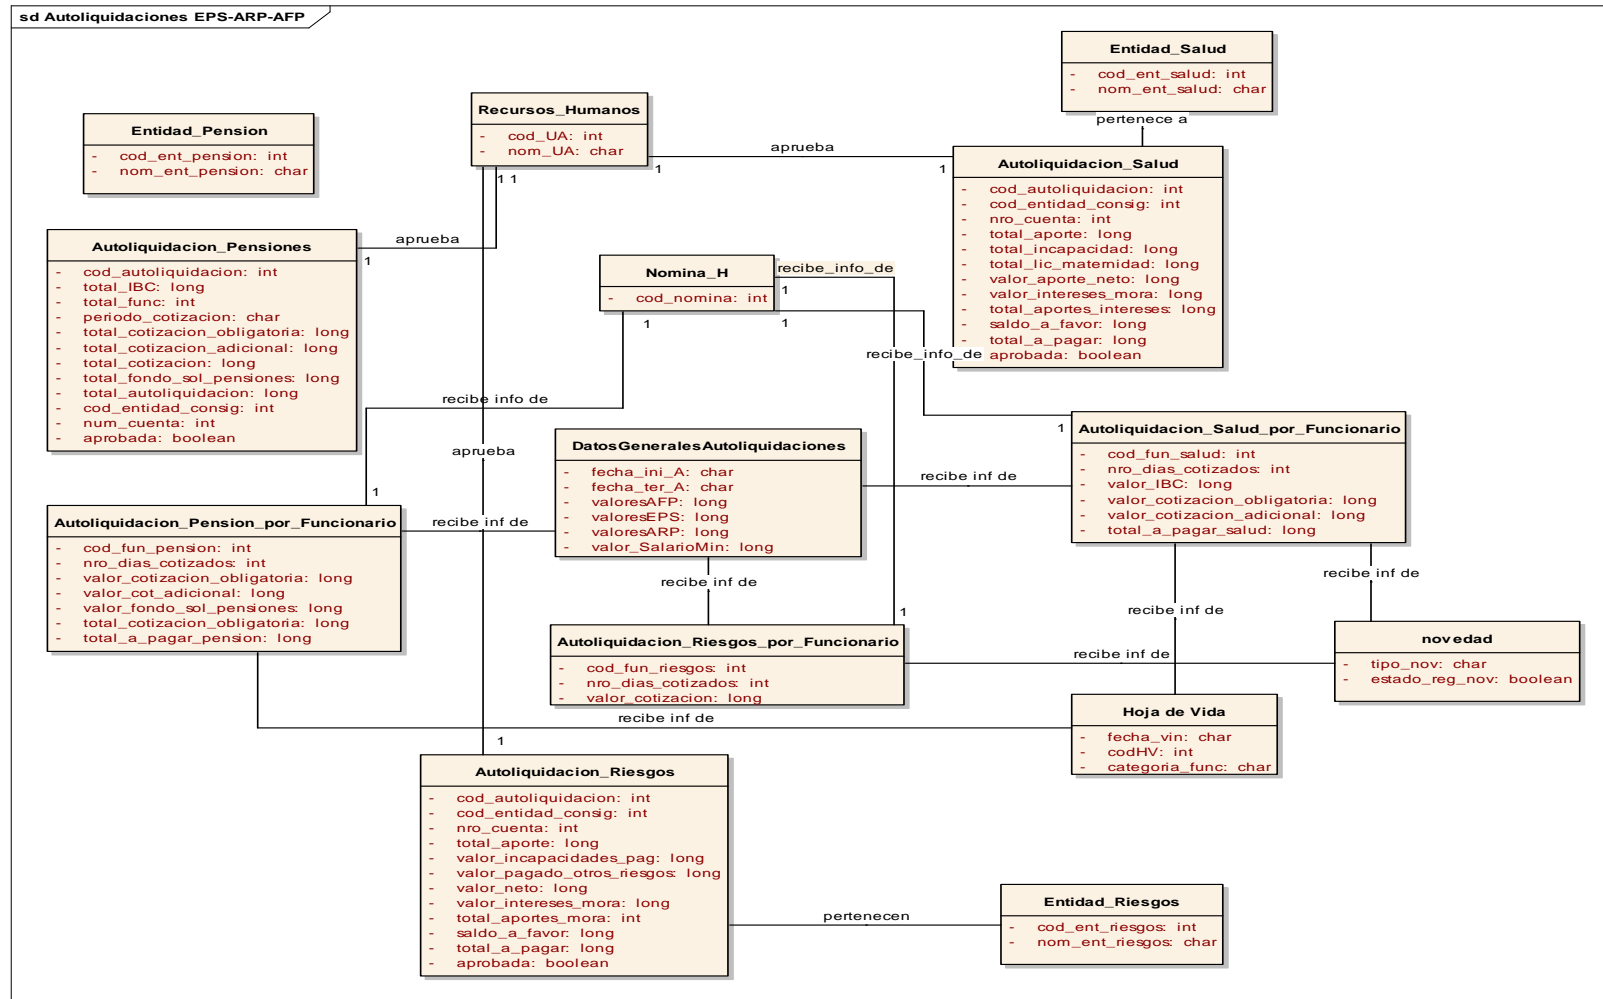 sd Autoliquidaciones EPS-ARP-AFP
Entidad_Salud
- cod_ent_salud: int
- nom_ent_salud: char
pertenece a
Recursos_Humanos
- cod_UA: int
- nom_UA: char
Entidad_Pension
- cod_ent_pension: int
- nom_ent_pension: char
aprueba
1
1
1 1
Autoliquidacion_Salud
- cod_autoliquidacion: int
- cod_entidad_consig: int
- nro_cuenta: int
- total_aporte: long
- total_incapacidad: long
- total_lic_maternidad: long
- valor_aporte_neto: long
- valor_intereses_mora: long
- total_aportes_intereses: long
- saldo_a_favor: long
- total_a_pagar: long
aprobada: boolean
Autoliquidacion_Pensiones
- cod_autoliquidacion: int
- total_IBC: long
- total_func: int
- periodo_cotizacion: char
- total_cotizacion_obligatoria: long
- total_cotizacion_adicional: long
- total_cotizacion: long
- total_fondo_sol_pensiones: long
- total_autoliquidacion: long
- cod_entidad_consig: int
- num_cuenta: int
- aprobada: boolean
aprueba
1
Nomina_H
- cod_nomina: int
recibe_info_de
1
1
1
recibe_info_de
recibe info de
1
aprueba
1
DatosGeneralesAutoliquidaciones
- fecha_ini_A: char
- fecha_ter_A: char
- valoresAFP: long
- valoresEPS: long
- valoresARP: long
- valor_SalarioMin: long
recibe inf de
Autoliquidacion_Salud_por_Funcionario
- cod_fun_salud: int
- nro_dias_cotizados: int
- valor_IBC: long
- valor_cotizacion_obligatoria: long
- valor_cotizacion_adicional: long
- total_a_pagar_salud: long
Autoliquidacion_Pension_por_Funcionario
- cod_fun_pension: int
- nro_dias_cotizados: int
- valor_cotizacion_obligatoria: long
- valor_cot_adicional: long
- valor_fondo_sol_pensiones: long
- total_cotizacion_obligatoria: long
- total_a_pagar_pension: long
recibe inf de
recibe inf de
recibe inf de
recibe inf de
1
Autoliquidacion_Riesgos_por_Funcionario
- cod_fun_riesgos: int
- nro_dias_cotizados: int
- valor_cotizacion: long
recibe inf de
novedad
- tipo_nov: char
- estado_reg_nov: boolean
recibe inf de
Hoja de Vida
- fecha_vin: char
- codHV: int
- categoria_func: char
1
Autoliquidacion_Riesgos
- cod_autoliquidacion: int
- cod_entidad_consig: int
- nro_cuenta: int
- total_aporte: long
- valor_incapacidades_pag: long
- valor_pagado_otros_riesgos: long
- valor_neto: long
- valor_intereses_mora: long
- total_aportes_mora: int
- saldo_a_favor: long
- total_a_pagar: long
- aprobada: boolean
pertenecen
Entidad_Riesgos
- cod_ent_riesgos: int
- nom_ent_riesgos: char